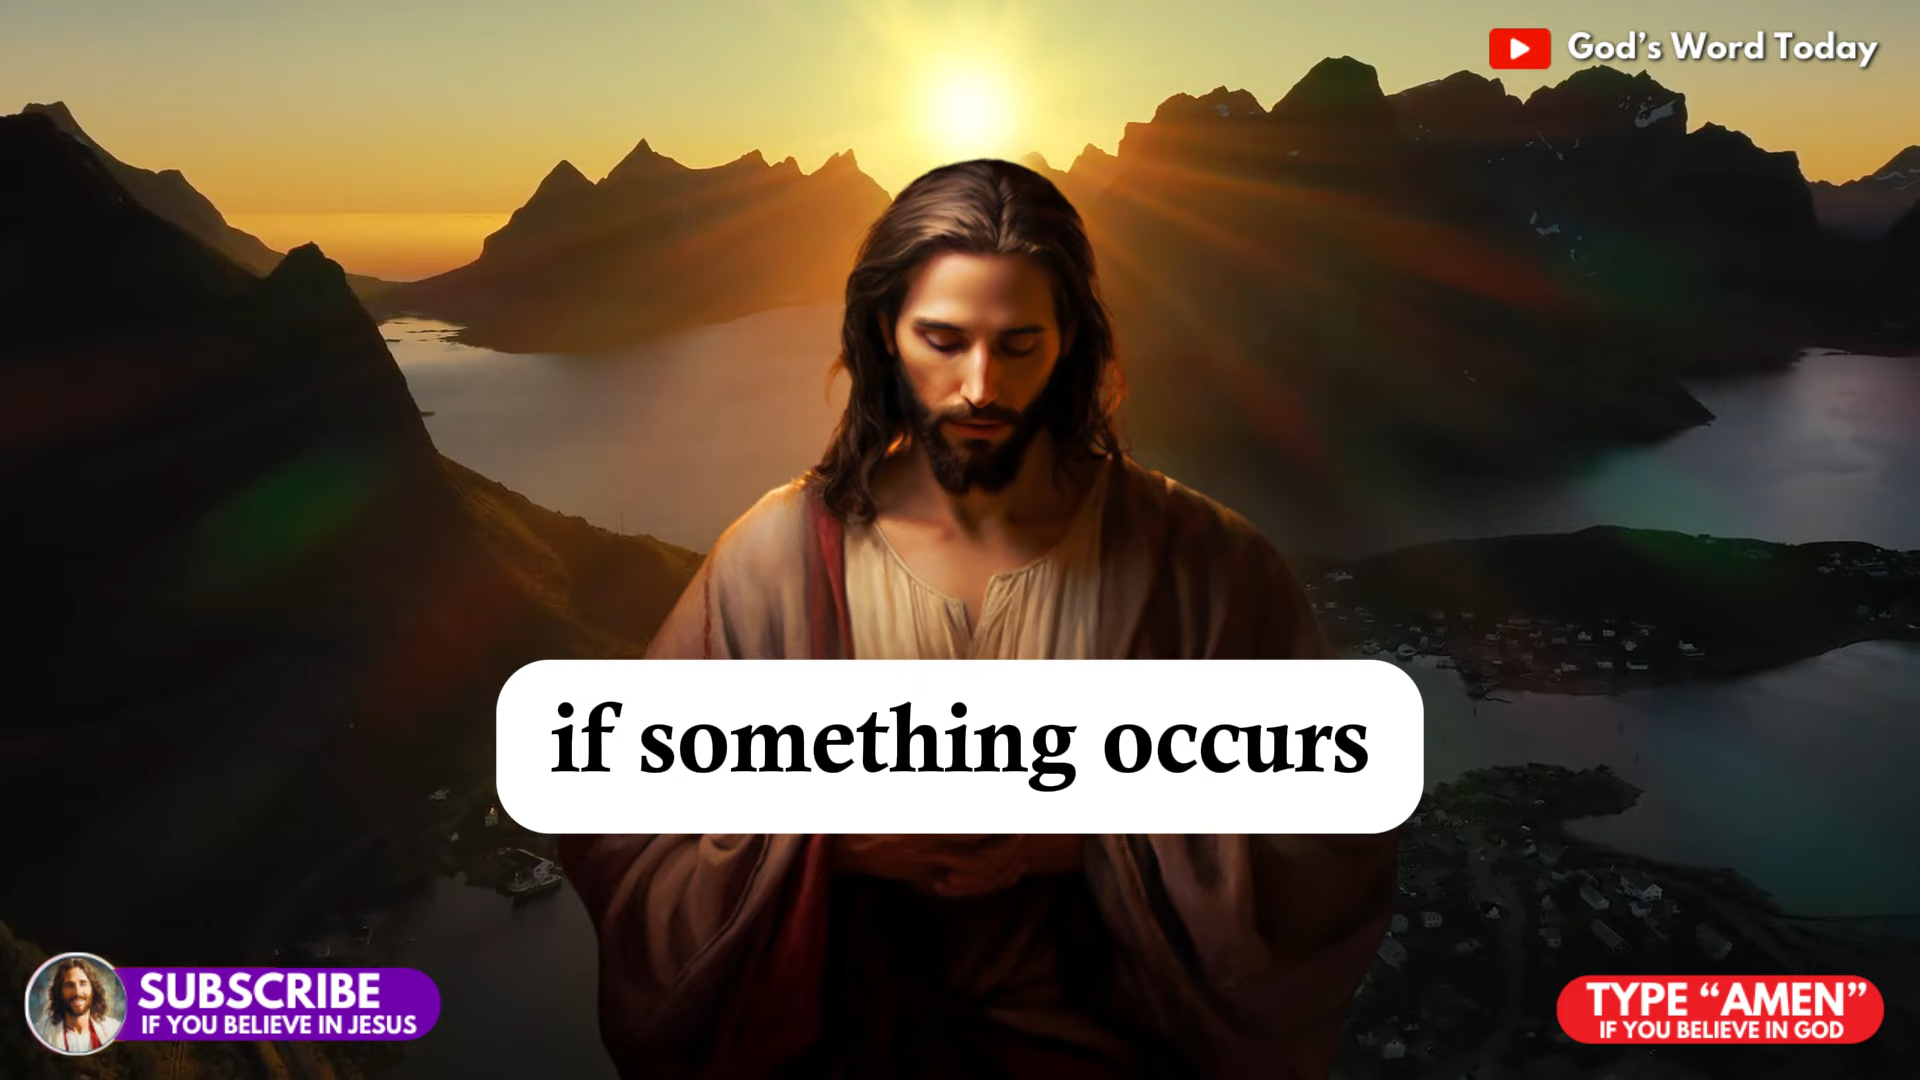 God’s Word Today
if something occurs
SUBSCRIBE
IF YOU BELIEVE IN JESUS
TYPE “AMEN”
IF YOU BELIEVE IN GOD